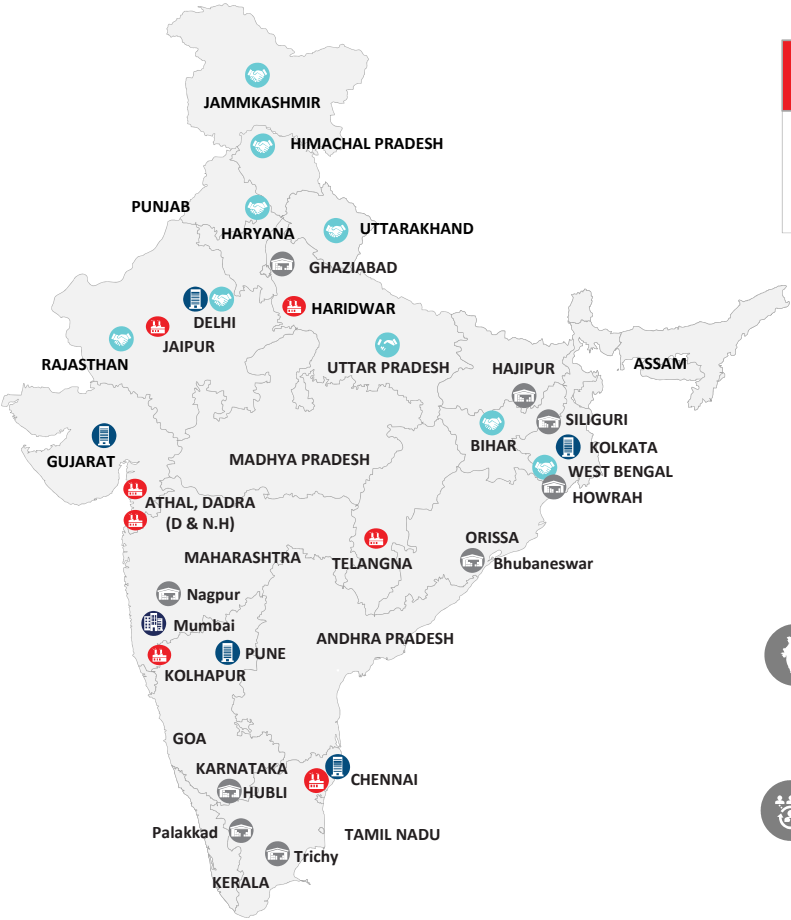 JAMMKASHMIR
HIMACHAL PRADESH
PUNJAB
HARYANA
UTTARAKHAND
GHAZIABAD
HARIDWAR
DELHI
JAIPUR
RAJASTHAN
UTTAR PRADESH
HAJIPUR
ASSAM
SILIGURI
BIHAR
KOLKATA
GUJARAT
MADHYA PRADESH
WEST BENGAL
HOWRAH
ATHAL, DADRA
(D & N.H)
ORISSA
MAHARASHTRA
TELANGNA
Bhubaneswar
Nagpur
Mumbai
ANDHRA PRADESH
PUNE
KOLHAPUR
GOA
KARNATAKA
CHENNAI
HUBLI
Palakkad
TAMIL NADU
Trichy
KERALA